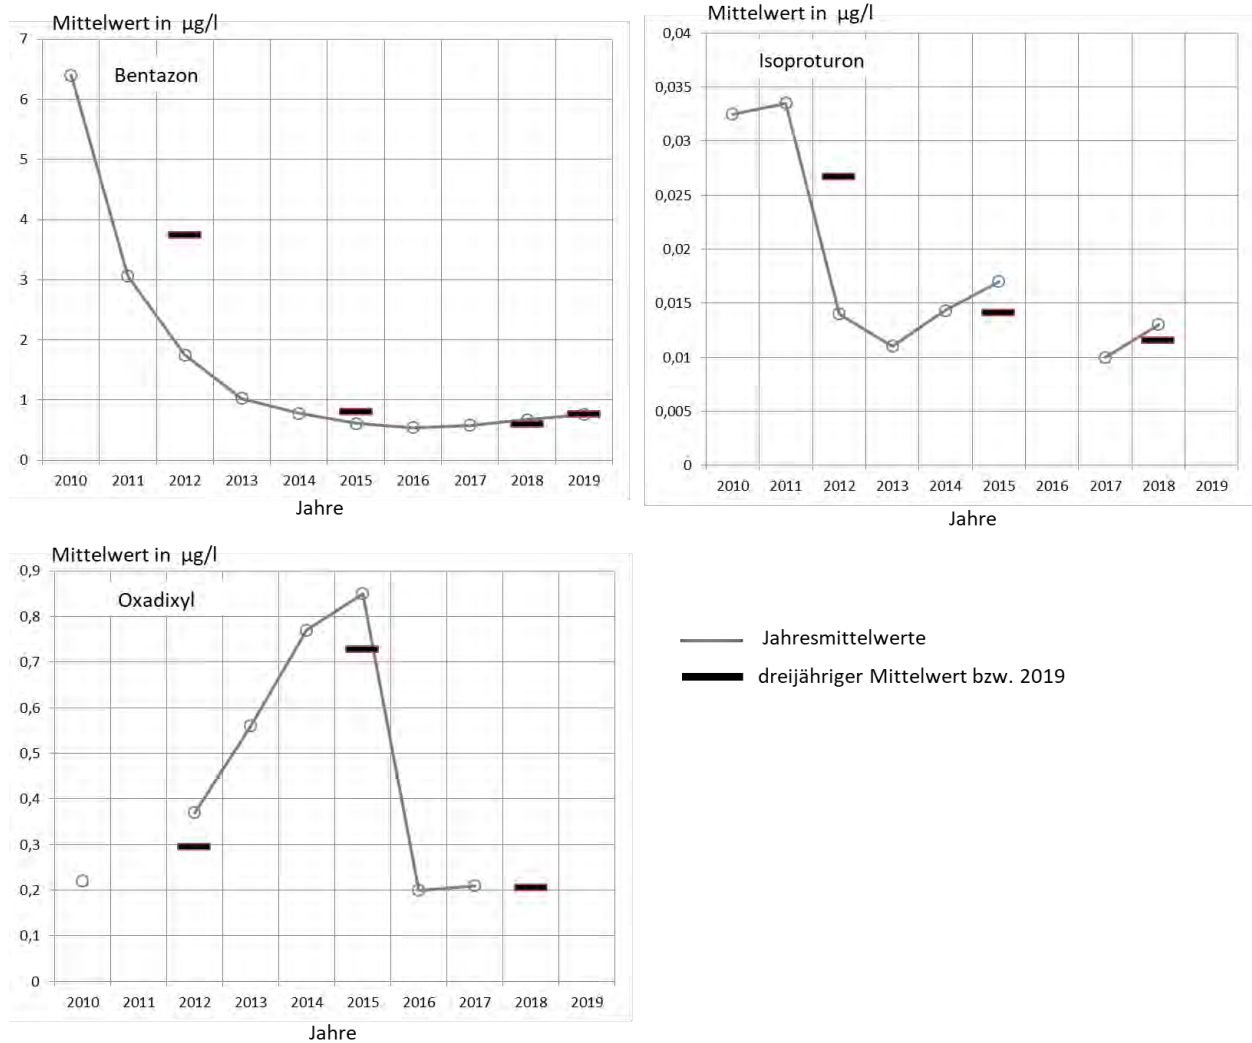 Mittelwert in µg/l
Bentazon
7
6
5
4
3
2
1
0
2010 2011 2012 2013 2014 2015 2016 2017 2018 2019
Jahre
Mittelwert in µg/l
Isoproturon
0,04
0,035
0,03
0,025
0,02
0,015
0,01
0,005
0
2010 2011 2012 2013 2014 2015 2016 2017 2018 2019
Jahre
Mittelwert in µg/l
Oxadixyl
0,9
0,8
0,7
0,6
0,5
0,4
0,3
0,2
0,1
0
2010 2011 2012 2013 2014 2015 2016 2017 2018 2019
Jahre
Jahresmittelwerte
dreijähriger Mittelwert bzw. 2019